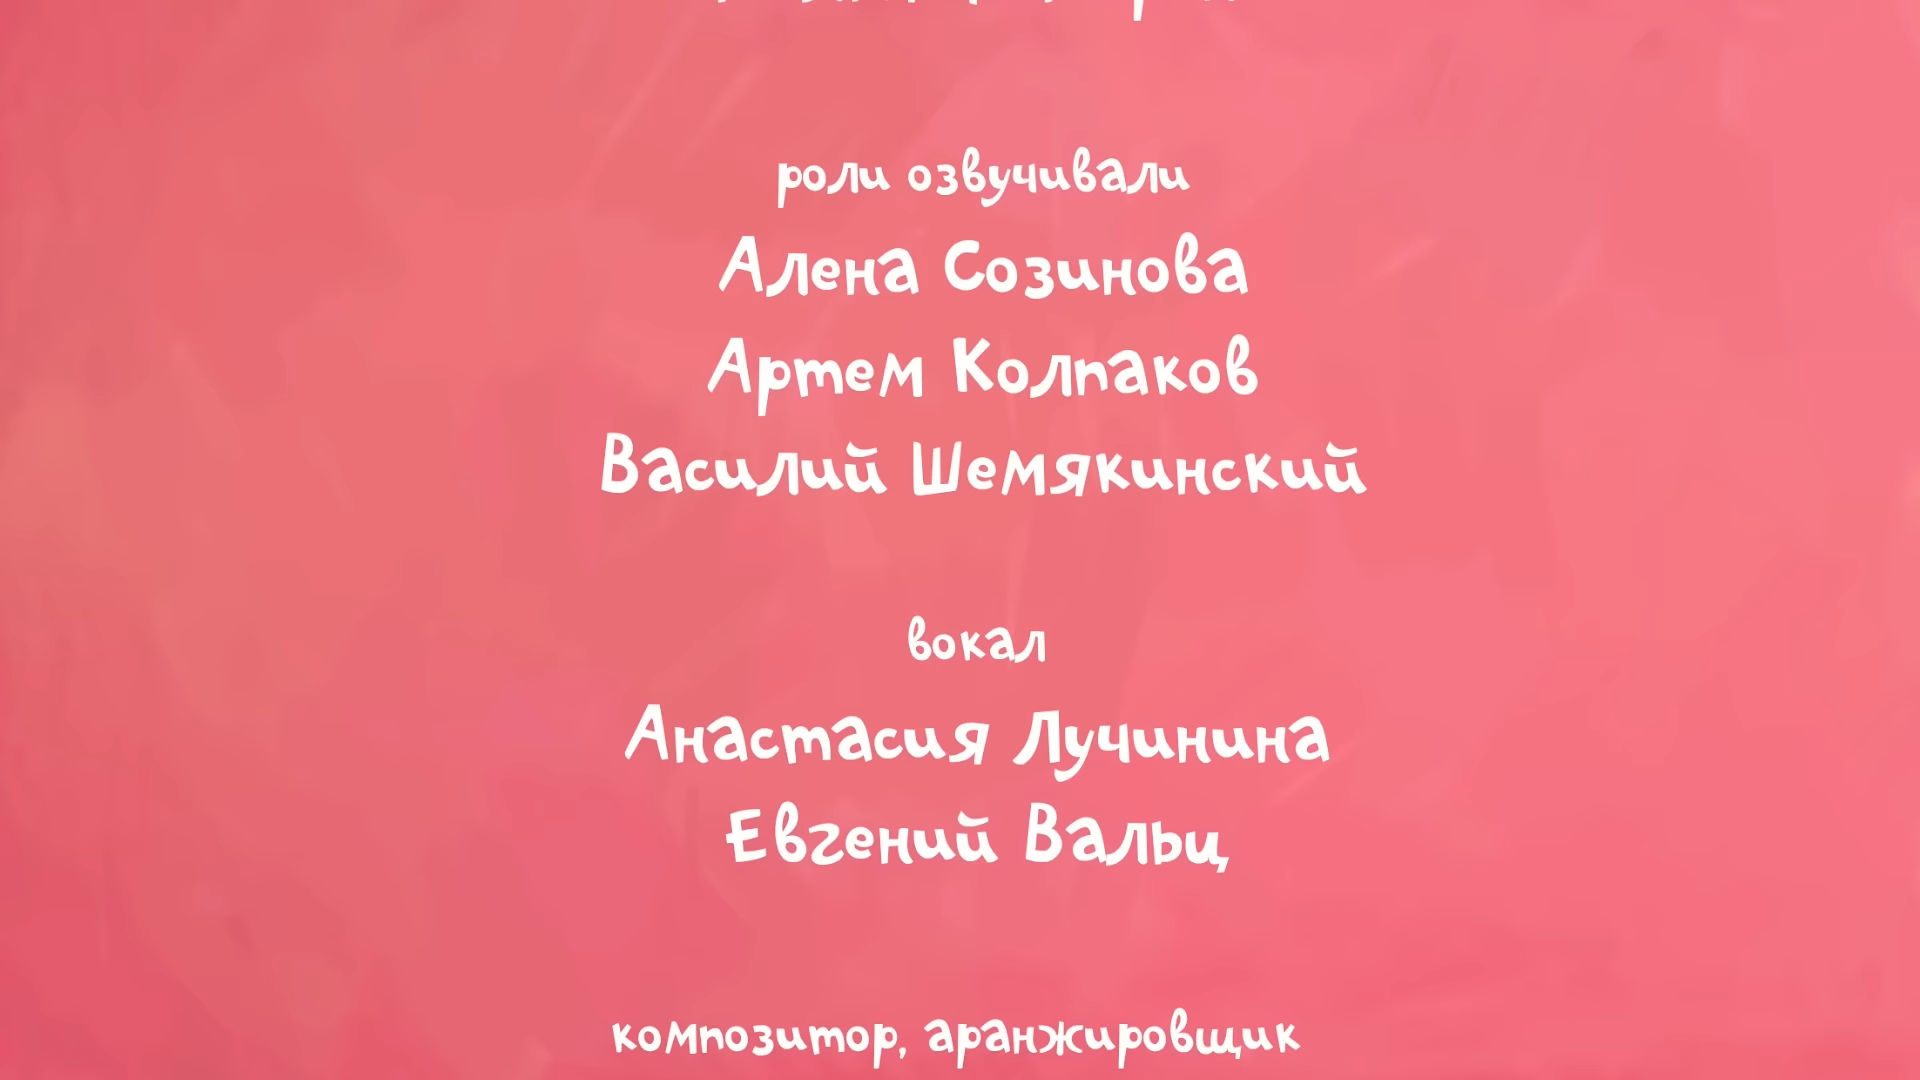 роли озвучивали
Алена Созинова
Артем Колпаков
Василий Шемякинский
вокал
Анастасия Лучинина
Евгений Вальц
композитор, аранжировщик